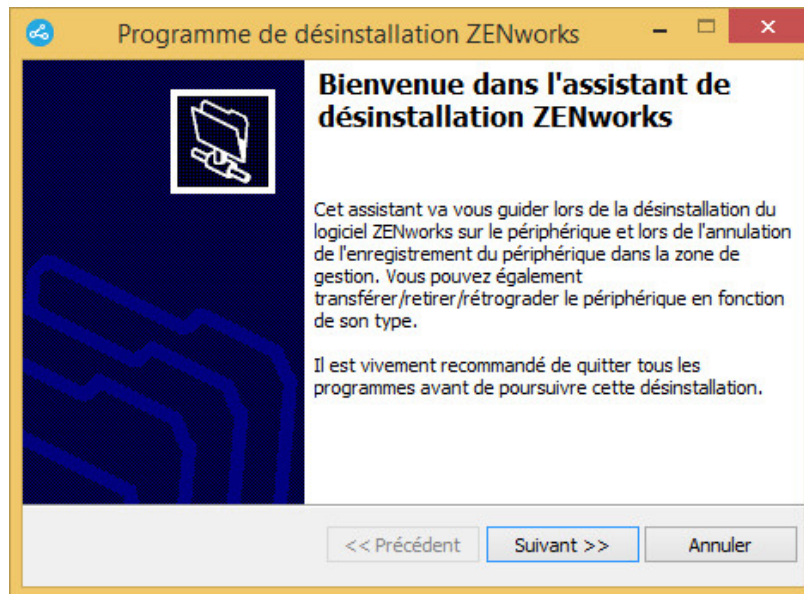 Programme de désinstallation ZENworks
Bienvenue dans l'assistant de
désinstallation ZENworks
Cet assistant va vous guider lors de la désinstallation du
logiciel ZENworks sur le périphérique et lors de l'annulation
de l'enregistrement du périphérique dans la zone de
gestion. Vous pouvez également
transférer/retirer/rétrograder le périphérique en fonction
de son type.
Il est vivement recommandé de quitter tous les
programmes avant de poursuivre cette désinstallation.
<< Précédent
Suivant >>
Annuler